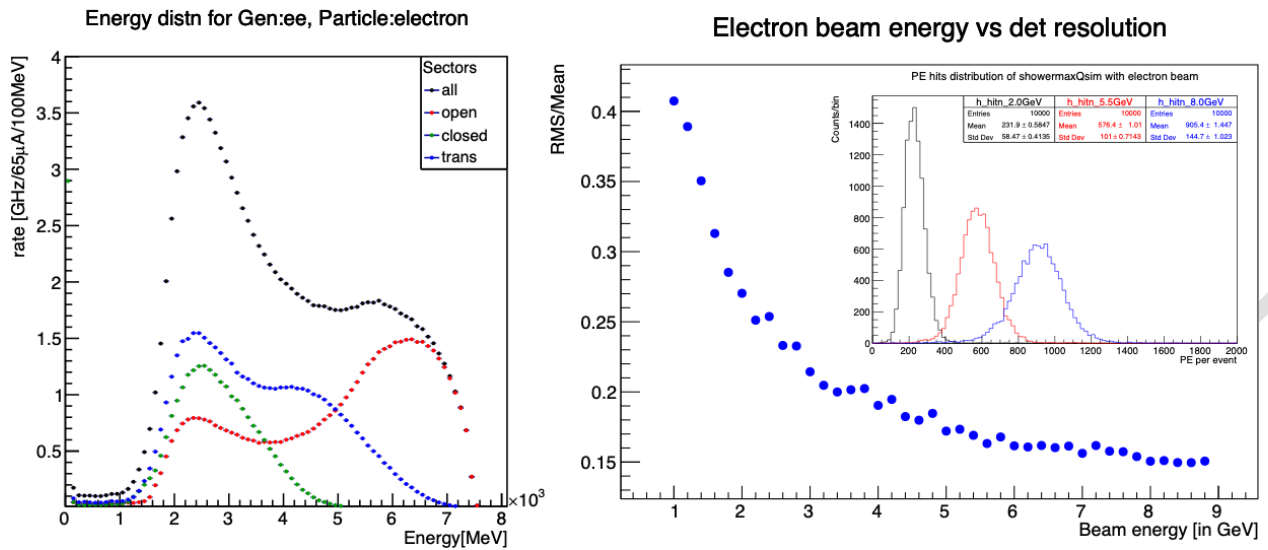 Energy distn for Gen:ee, Particle:electron
rate [GHz/65μA/100MeV]
4
3.5
3
2.5
2
1.5
1
0.5
Sectors
all
open
closed
trans
0 1 2 3 4 5 6 7 8
×10³
Energy[MeV]
Electron beam energy vs det resolution
RMS/Mean
0.4
0.35
0.3
0.25
0.2
0.15
1 2 3 4 5 6 7 8 9
Beam energy [in GeV]
PE hits distribution of showermaxQsim with electron beam
Counts/bin
1400
1200
1000
800
600
400
200
0
h_hitn_2.0GeV h_hitn_5.5GeV h_hitn_8.0GeV
Entries 10000 Entries 10000 Entries 10000
Mean 231.9 ± 0.5847 Mean 576.4 ± 1.01 Mean 905.4 ± 1.447
Std Dev 58.47 ± 0.4135 Std Dev 101 ± 0.7143 Std Dev 144.7 ± 1.023
0 200 400 600 800 1000 1200 1400 1600 1800 2000
PE per event